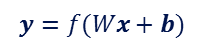 y = f(Wx + b)